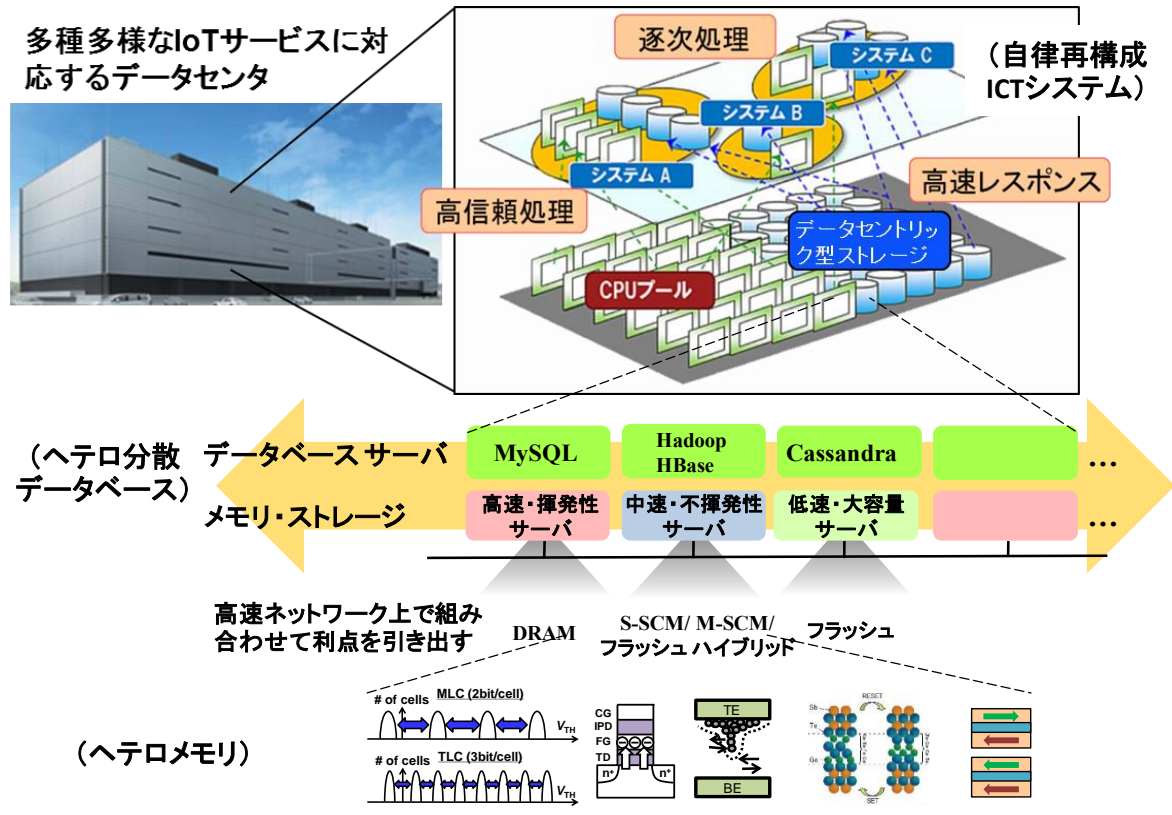 多種多様なIoTサービスに対
応するデータセンタ
逐次処理
システム C
（自律再構成
ICTシステム）
システム B
システム A
高信頼処理
高速レスポンス
データセントリッ
ク型ストレージ
CPUプール
（ヘテロ分散
データベース）
データベース サーバ
MySQL
Hadoop
HBase
Cassandra
…
メモリ・ストレージ
高速・揮発性
サーバ
中速・不揮発性
サーバ
低速・大容量
サーバ
…
高速ネットワーク上で組み
合わせて利点を引き出す
DRAM
S-SCM/ M-SCM/
フラッシュ ハイブリッド
フラッシュ
（ヘテロメモリ）
# of cells
MLC (2bit/cell)
VTH
# of cells
TLC (3bit/cell)
VTH
CG
IPD
FG
TD
n+
n+
TE
BE
RESET
Sb
Te
Ge
SET